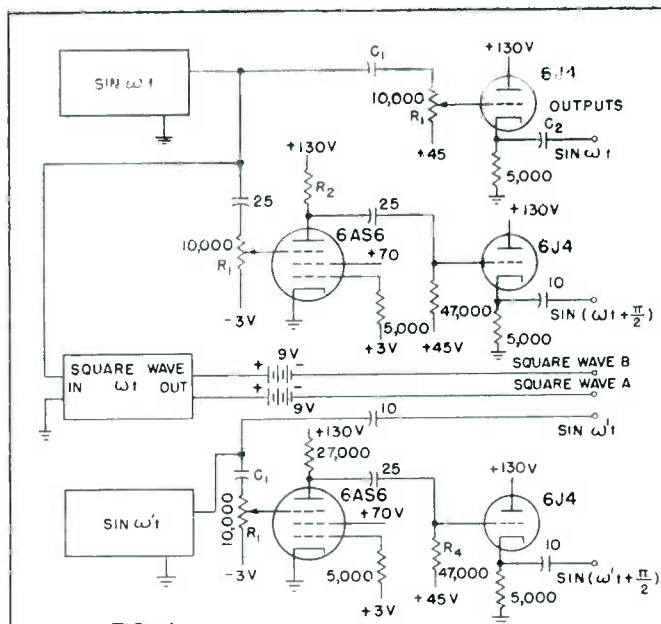 SIN ωt
C₁
10,000
R₁
+45
+130V
6J4
OUTPUTS
C₂
SIN ωt
5,000
+130V
R₂
25
10,000
R₁
-3V
6AS6
25
+70
5,000
+3V
47,000
+45V
+130V
6J4
10
SIN(ωt+π/2)
5,000
SQUARE WAVE
IN ωt OUT
+ 9V -
+ -
9V
SQUARE WAVE B
SQUARE WAVE A
10
SIN ω't
SIN ω't
C₁
10,000
R₁
-3V
+130V
27,000
6AS6
25
+70V
5,000
+3V
R₄
47,000
+45V
+130V
6J4
10
SIN(ω't+π/2)
5,000